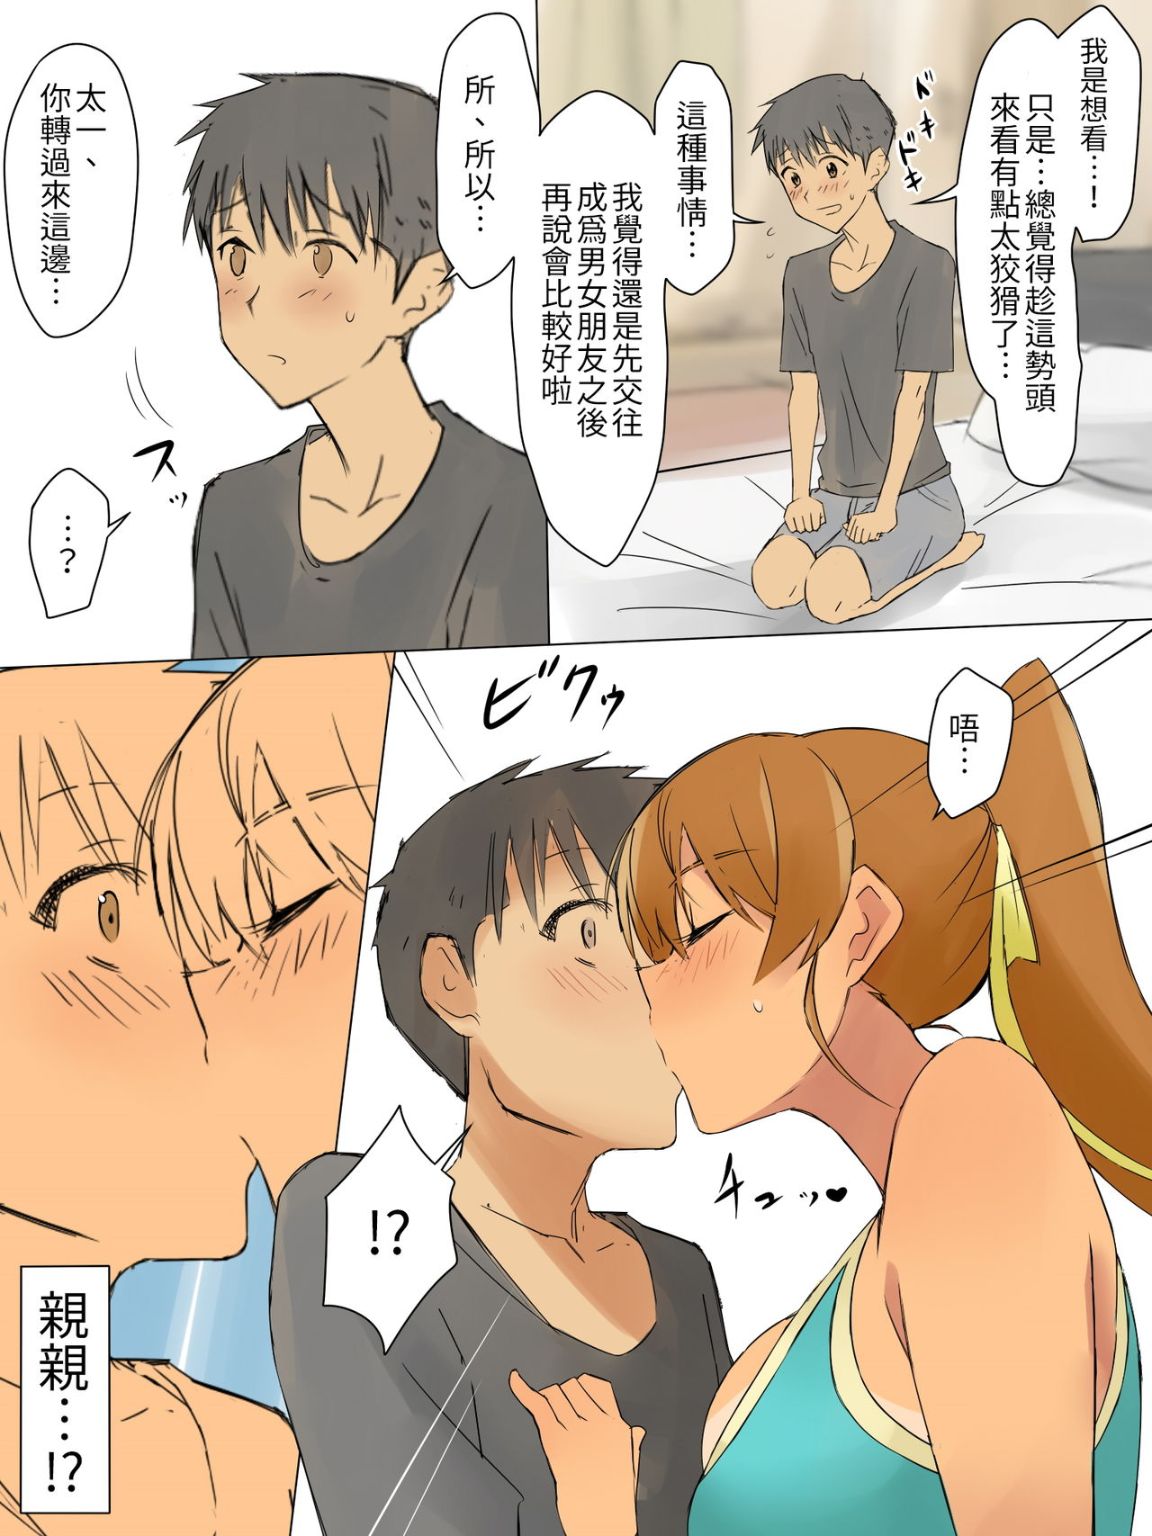 我是想看…！
只是…總覺得趁這勢頭
來看有點太狡猾了…
ドキ
ドキ
這種事情…
我覺得還是先交往
成爲男女朋友之後
再說會比較好啦
所、所以…
太一、
你轉過來這邊…
スッ
…？
唔…
ビクゥ
チュッ♥
!?
親親…!?